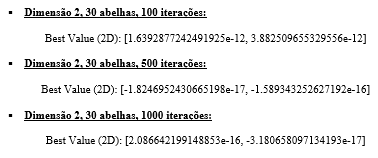 ▪ Dimensão 2, 30 abelhas, 100 iterações:
Best Value (2D): [1.6392877242491925e-12, 3.882509655329556e-12]
▪ Dimensão 2, 30 abelhas, 500 iterações:
Best Value (2D): [-1.8246952430665198e-17, -1.589343252627192e-16]
▪ Dimensão 2, 30 abelhas, 1000 iterações:
Best Value (2D): [2.086642199148853e-16, -3.180658097134193e-17]